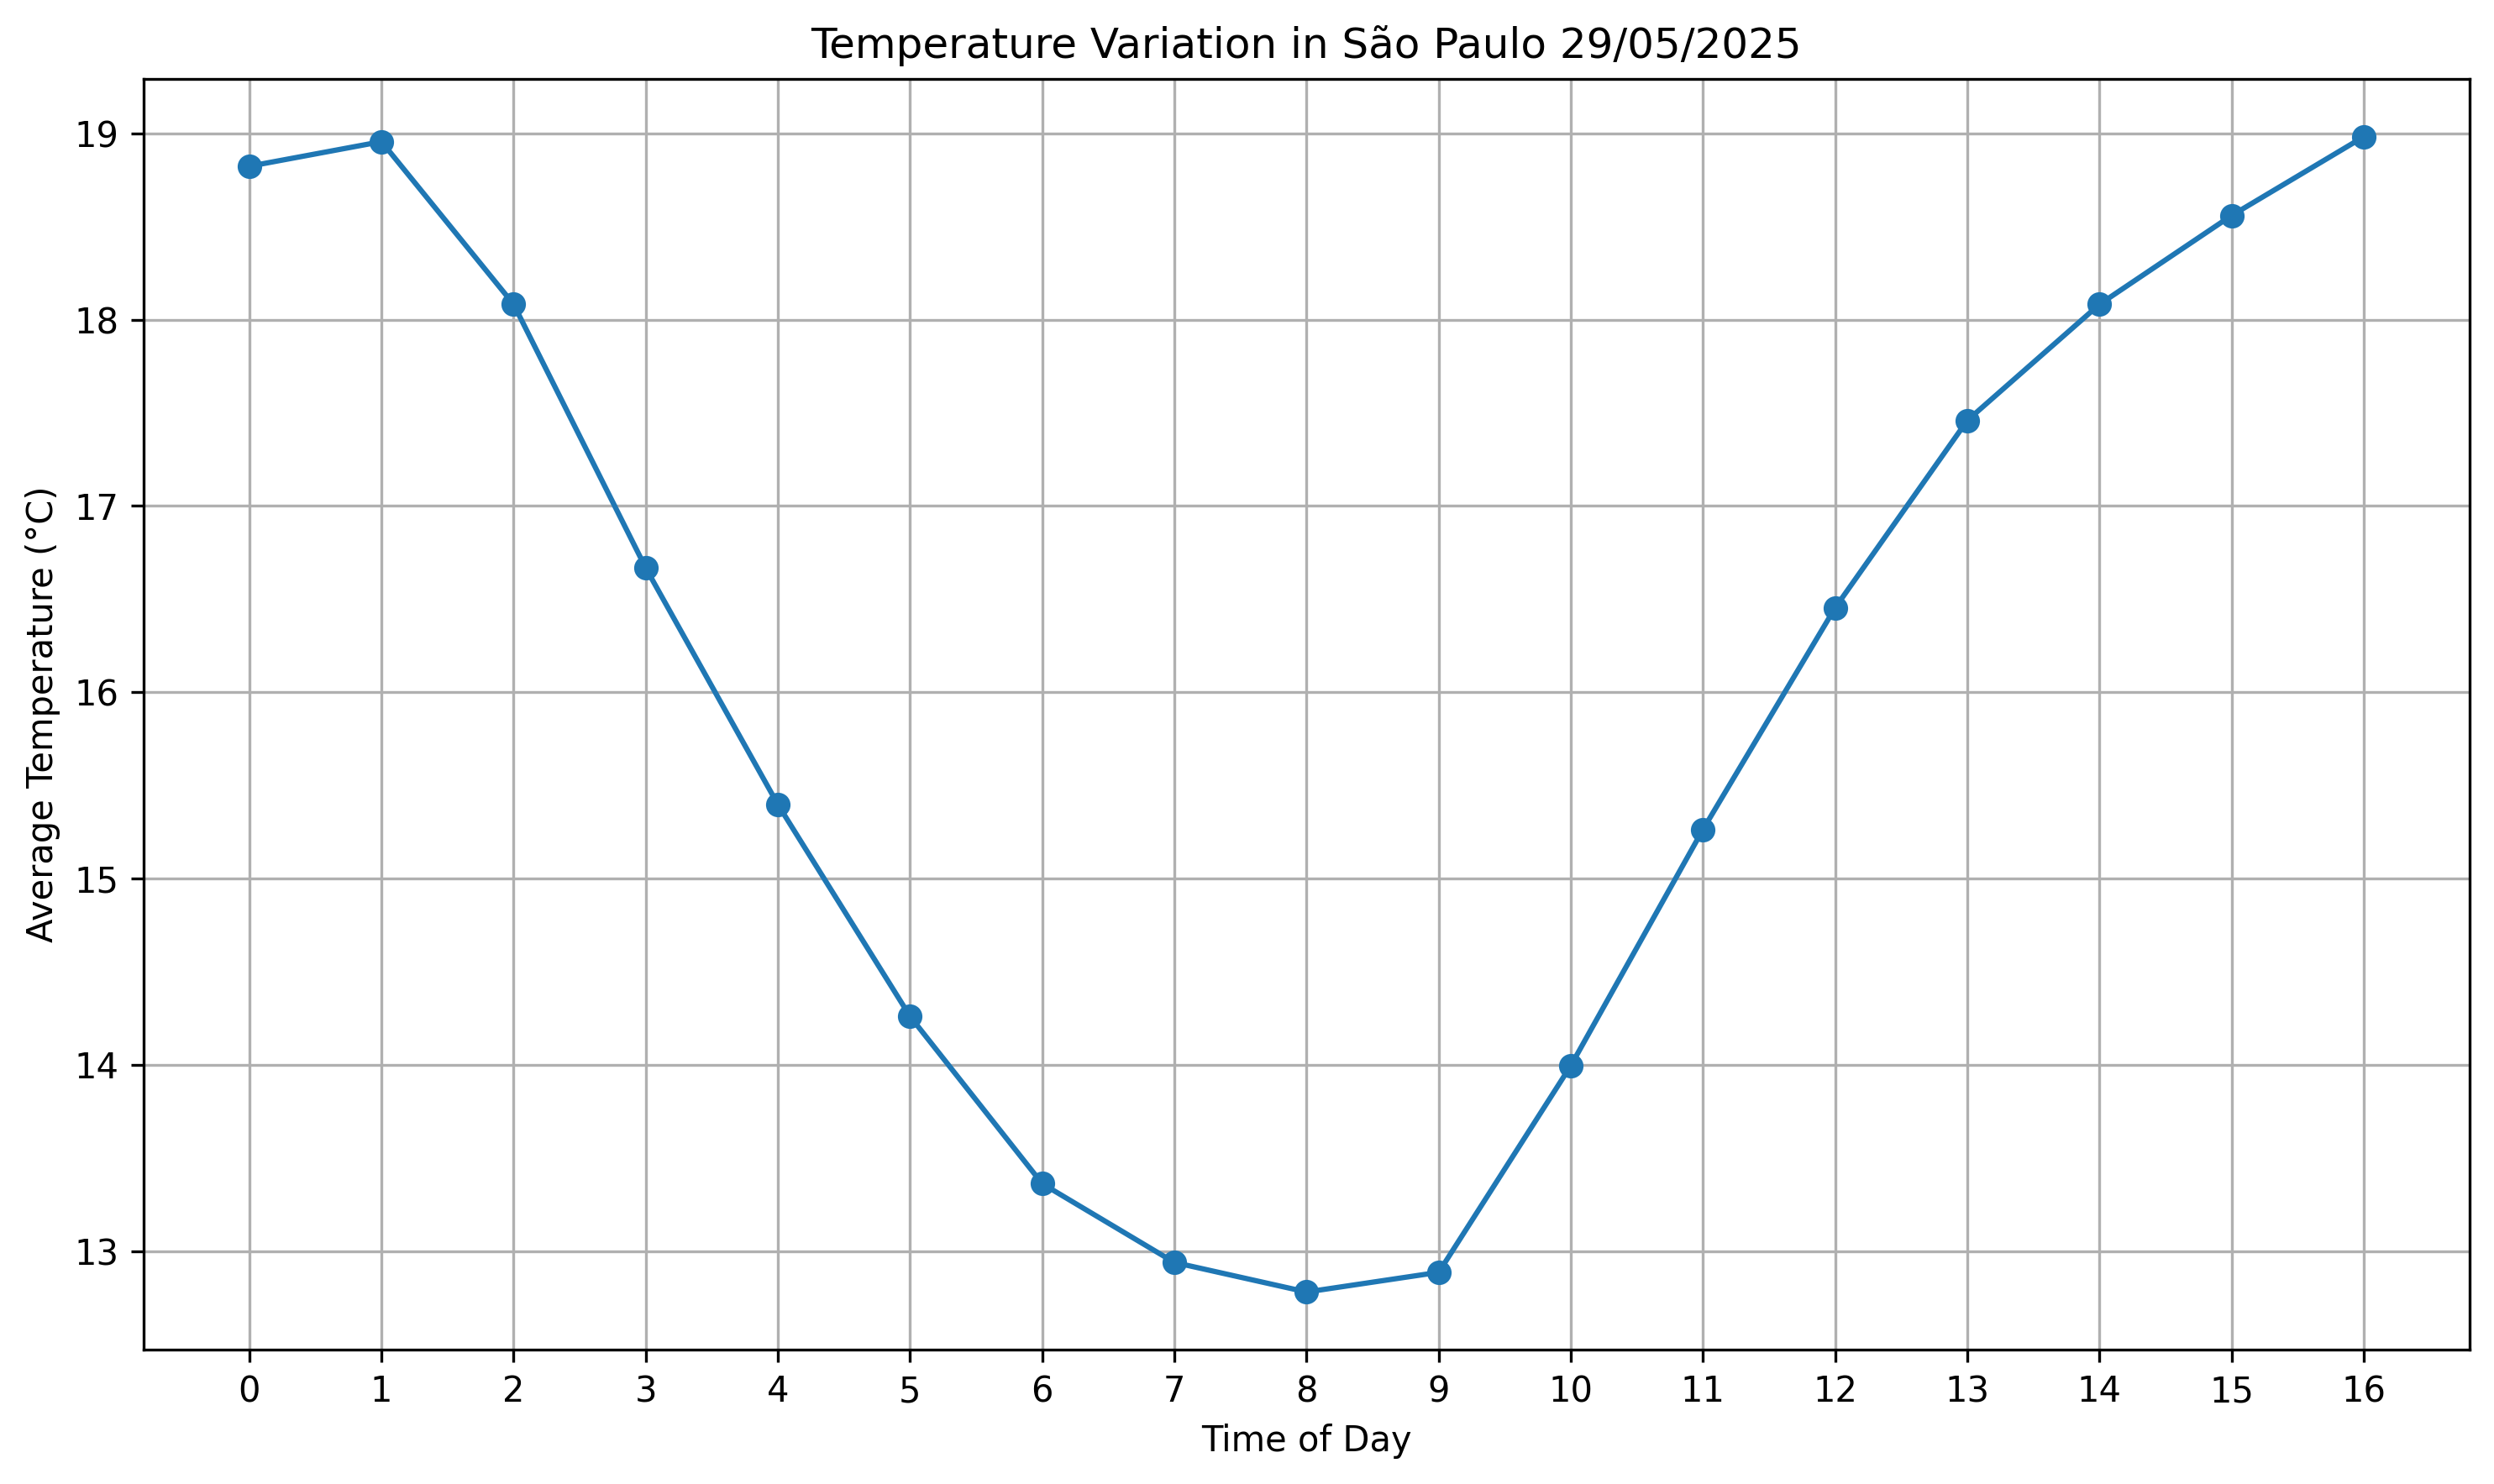 Temperature Variation in São Paulo 29/05/2025
Average Temperature (°C)
19
18
17
16
15
14
13
0 1 2 3 4 5 6 7 8 9 10 11 12 13 14 15 16
Time of Day